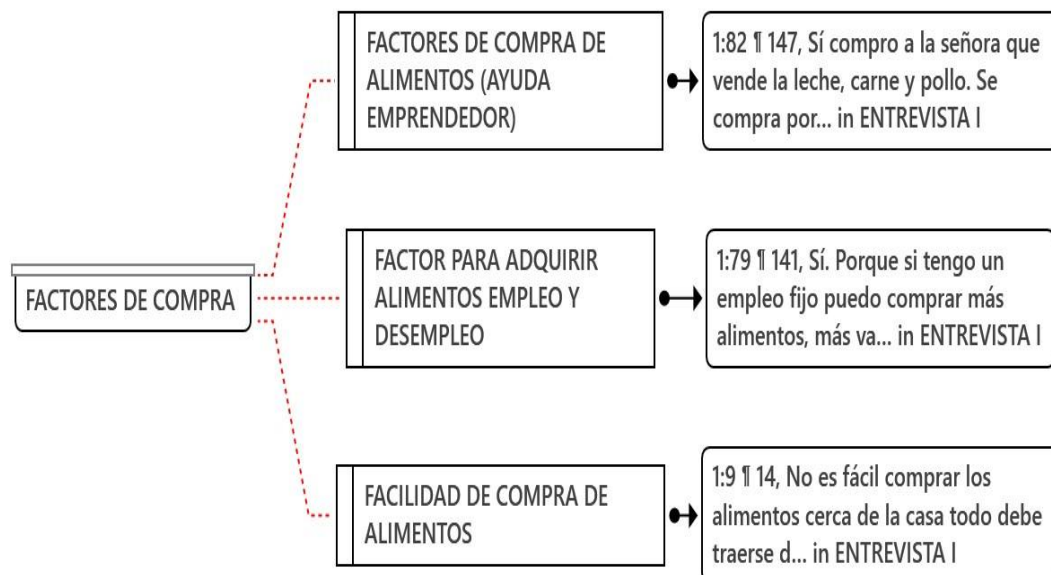 FACTORES DE COMPRA DE
ALIMENTOS (AYUDA
EMPRENDEDOR)
1:82 ¶ 147, Sí compro a la señora que
vende la leche, carne y pollo. Se
compra por... in ENTREVISTA I
FACTORES DE COMPRA
FACTOR PARA ADQUIRIR
ALIMENTOS EMPLEO Y
DESEMPLEO
1:79 ¶ 141, Sí. Porque si tengo un
empleo fijo puedo comprar más
alimentos, más va... in ENTREVISTA I
FACILIDAD DE COMPRA DE
ALIMENTOS
1:9 ¶ 14, No es fácil comprar los
alimentos cerca de la casa todo debe
traerse d... in ENTREVISTA I